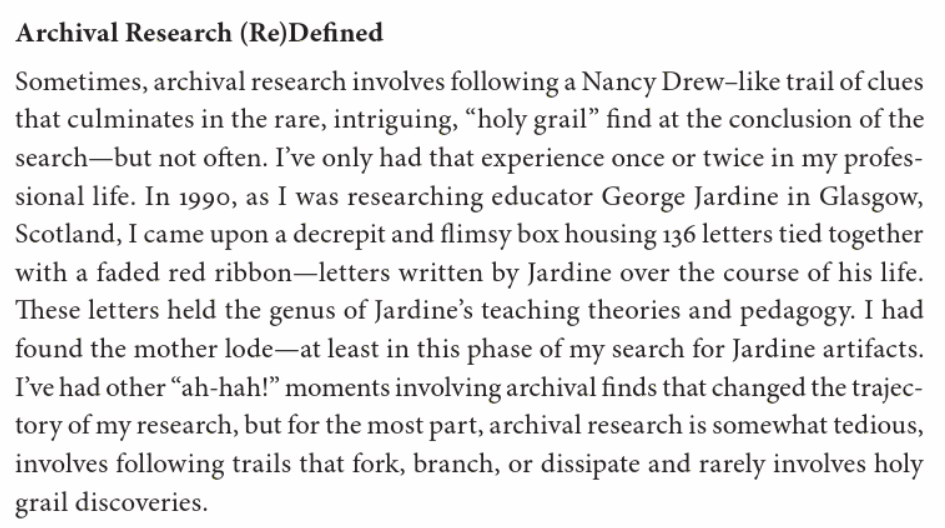 Archival Research (Re)Defined
Sometimes, archival research involves following a Nancy Drew–like trail of clues
that culminates in the rare, intriguing, “holy grail” find at the conclusion of the
search—but not often. I’ve only had that experience once or twice in my profes-
sional life. In 1990, as I was researching educator George Jardine in Glasgow,
Scotland, I came upon a decrepit and flimsy box housing 136 letters tied together
with a faded red ribbon—letters written by Jardine over the course of his life.
These letters held the genus of Jardine’s teaching theories and pedagogy. I had
found the mother lode—at least in this phase of my search for Jardine artifacts.
I’ve had other “ah-hah!” moments involving archival finds that changed the trajec-
tory of my research, but for the most part, archival research is somewhat tedious,
involves following trails that fork, branch, or dissipate and rarely involves holy
grail discoveries.